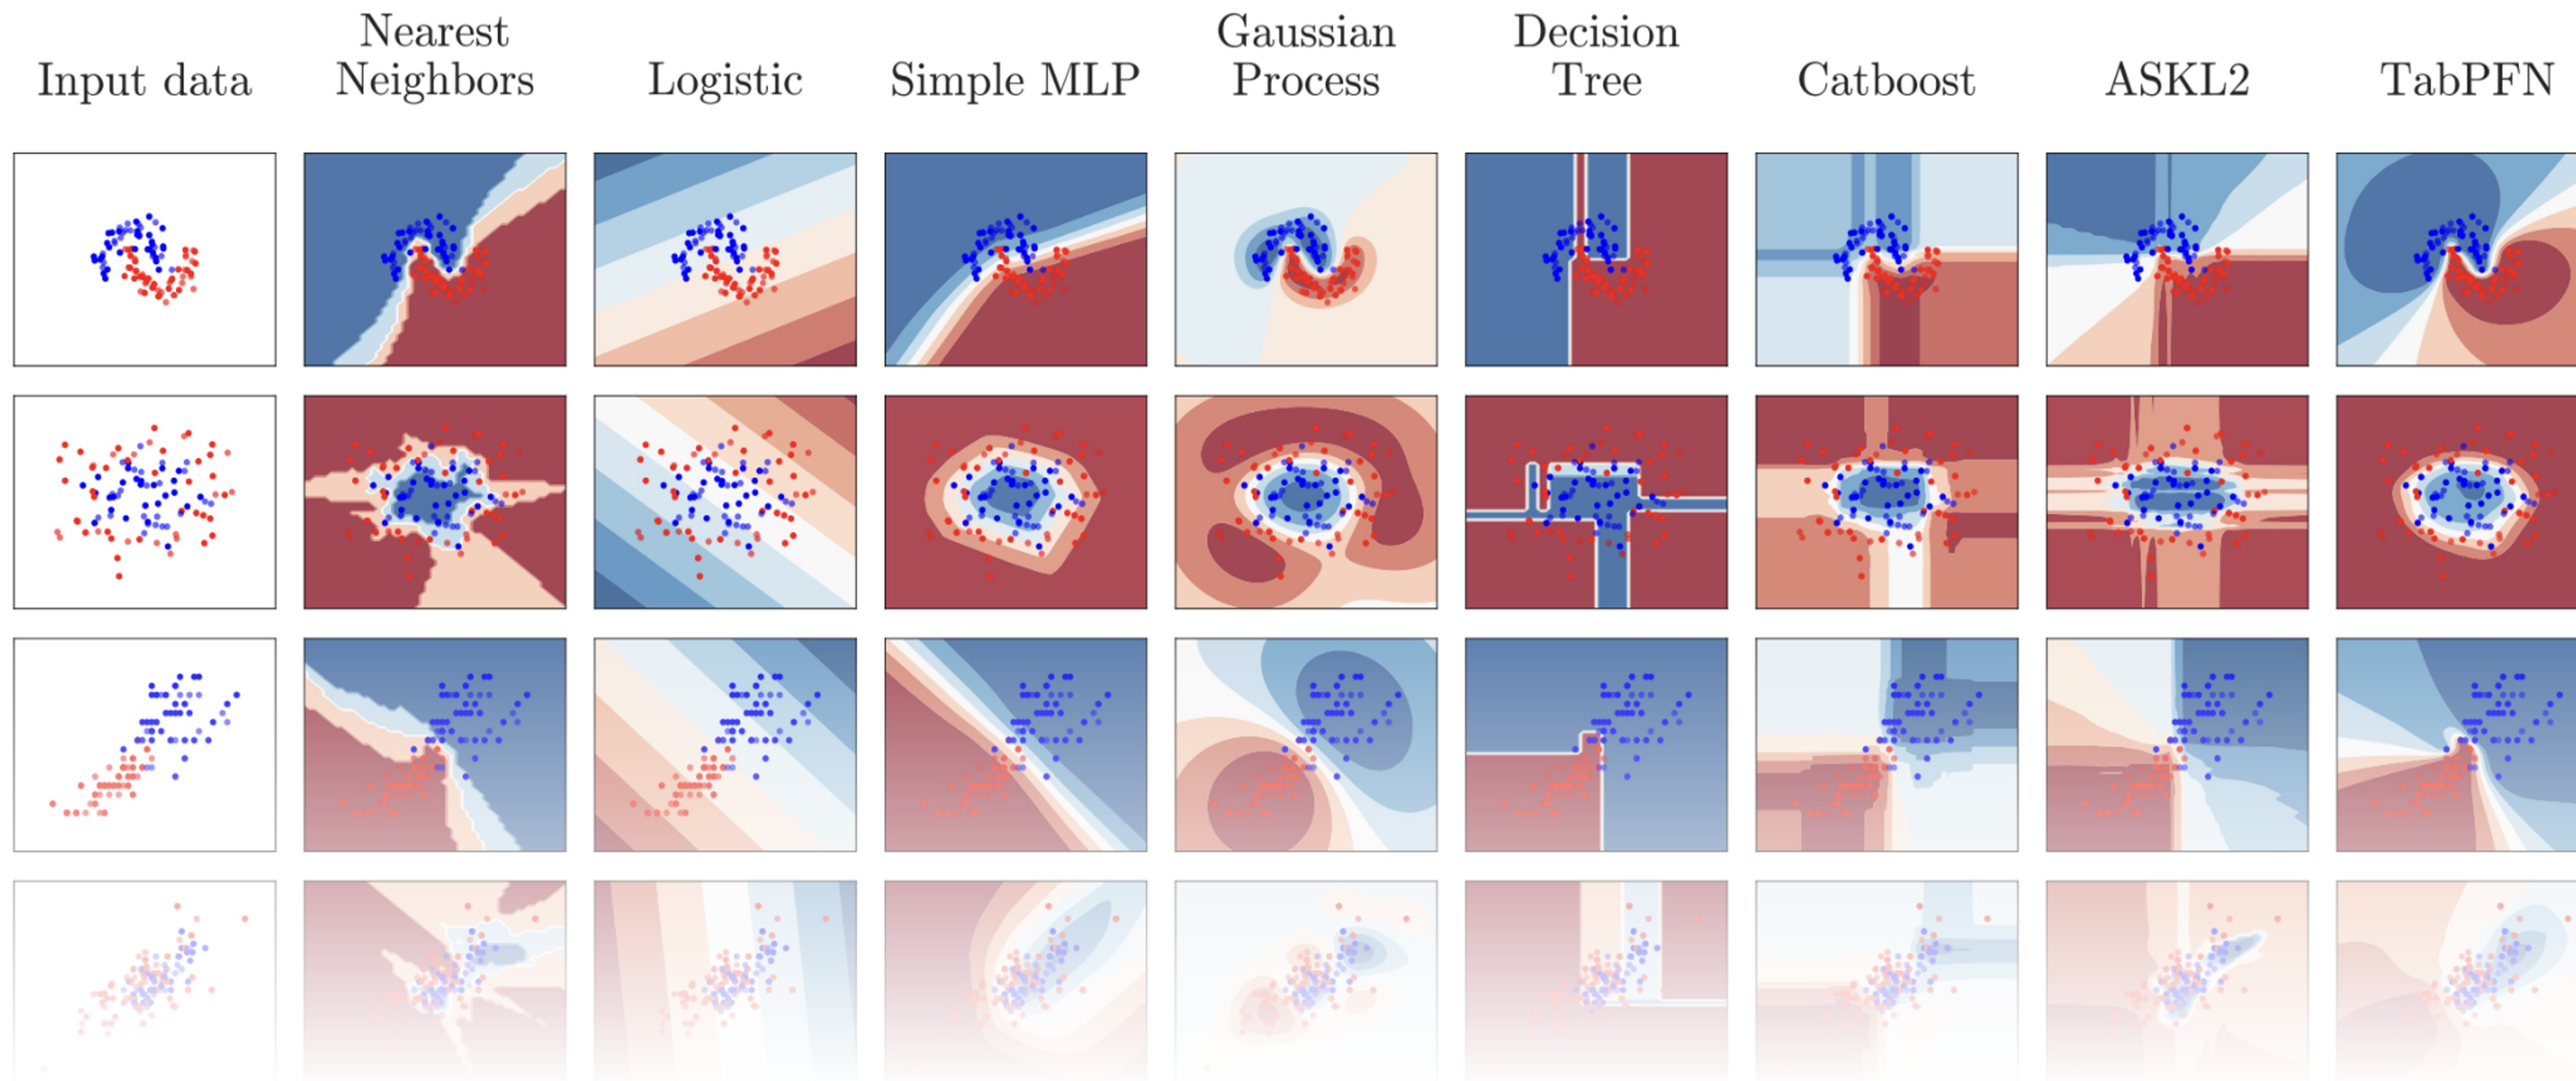 Input data
Nearest
Neighbors
Logistic
Simple MLP
Gaussian
Process
Decision
Tree
Catboost
ASKL2
TabPFN